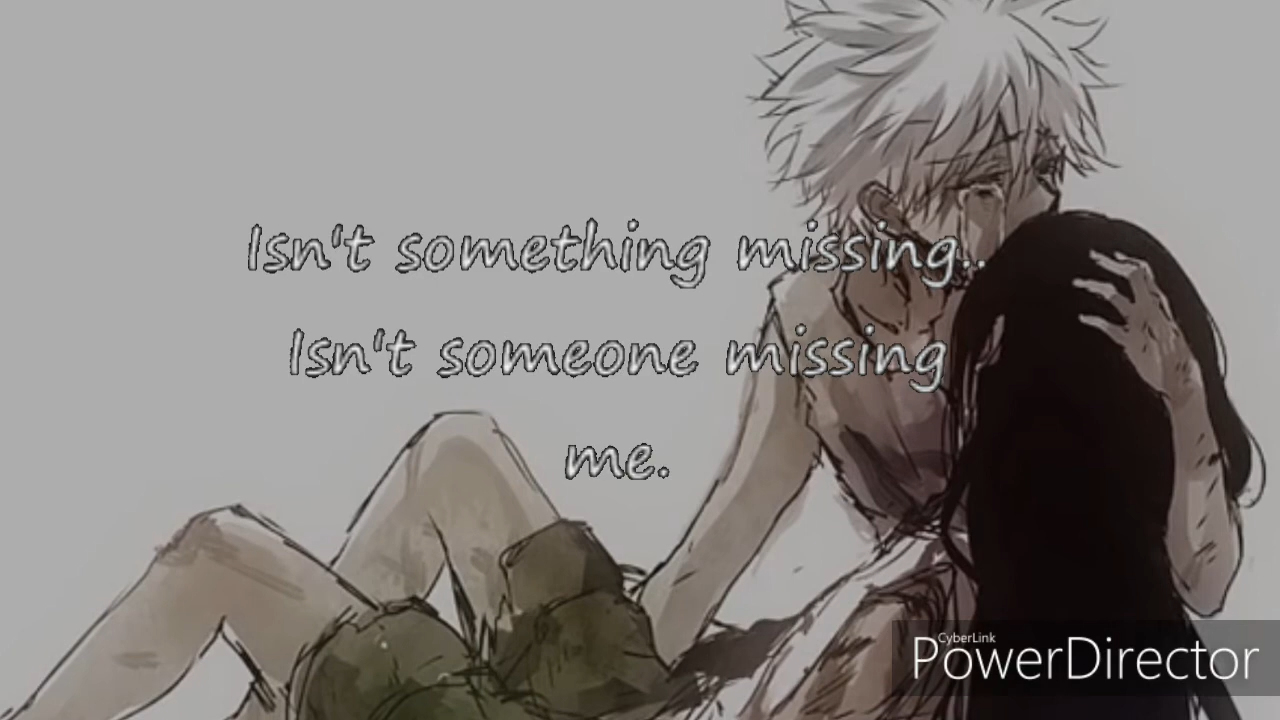 Isn't something missing..
Isn't someone missing
me.
CyberLink
PowerDirector